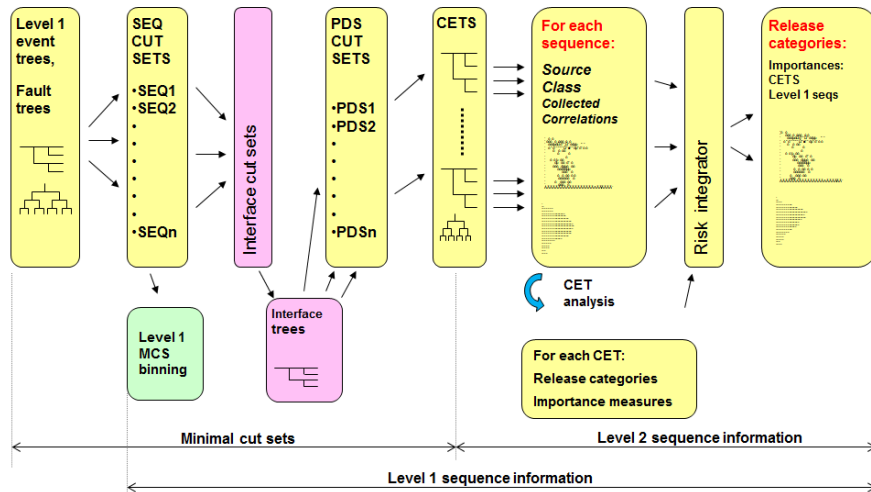 Level 1
event
trees,
Fault
trees
SEQ
CUT
SETS
•SEQ1
•SEQ2
•
•
•
•
•
•SEQn
Interface cut sets
PDS
CUT
SETS
•PDS1
•PDS2
•
•
•
•
•
•PDSn
CETS
For each
sequence:
Source
Class
Collected
Correlations
Risk integrator
Release
categories:
Importances:
CETS
Level 1 seqs
CET
analysis
Level 1
MCS
binning
Interface
trees
For each CET:
Release categories
Importance measures
Minimal cut sets
Level 2 sequence information
Level 1 sequence information